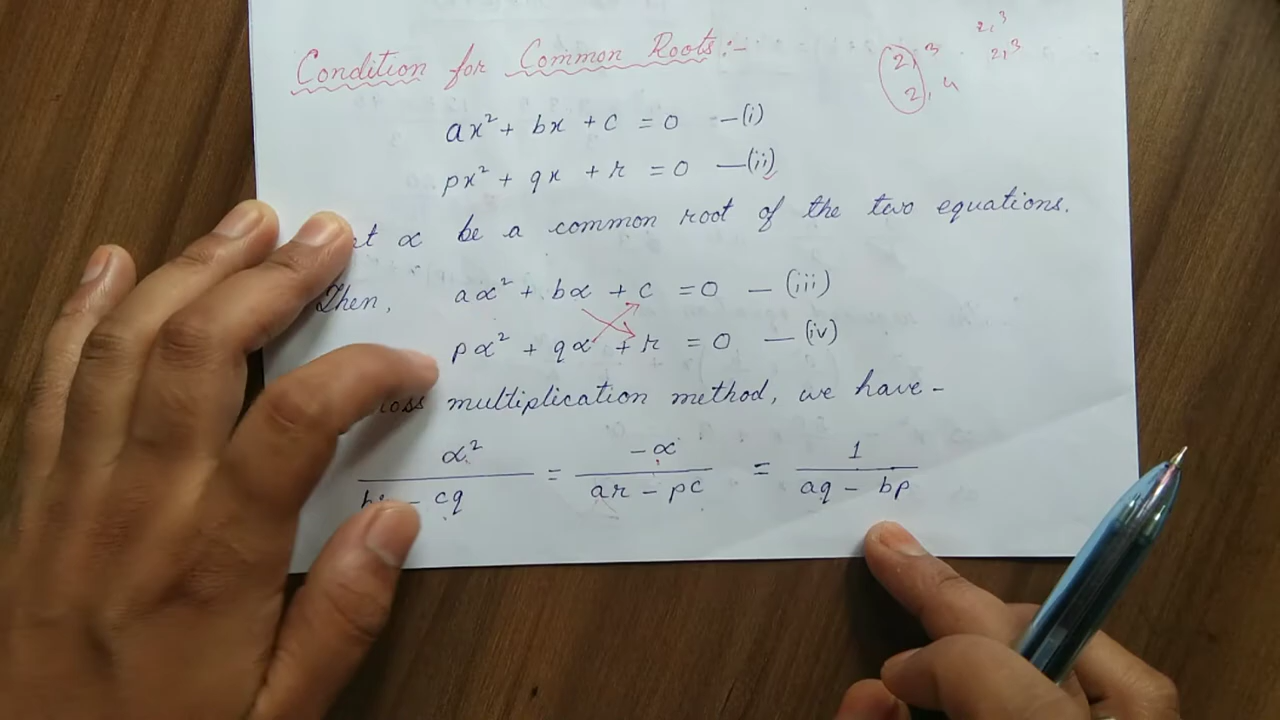 Condition for Common Roots :-
2, 3
2, 4
2, 3
2, 3
ax² + bx + c = 0 —(i)
px² + qx + r = 0 —(ii)
α be a common root of the two equations.
Then, aα² + bα + c = 0 — (iii)
pα² + qα + r = 0 — (iv)
multiplication method, we have -
α² / - cq = -α / ar - pc = 1 / aq - bp